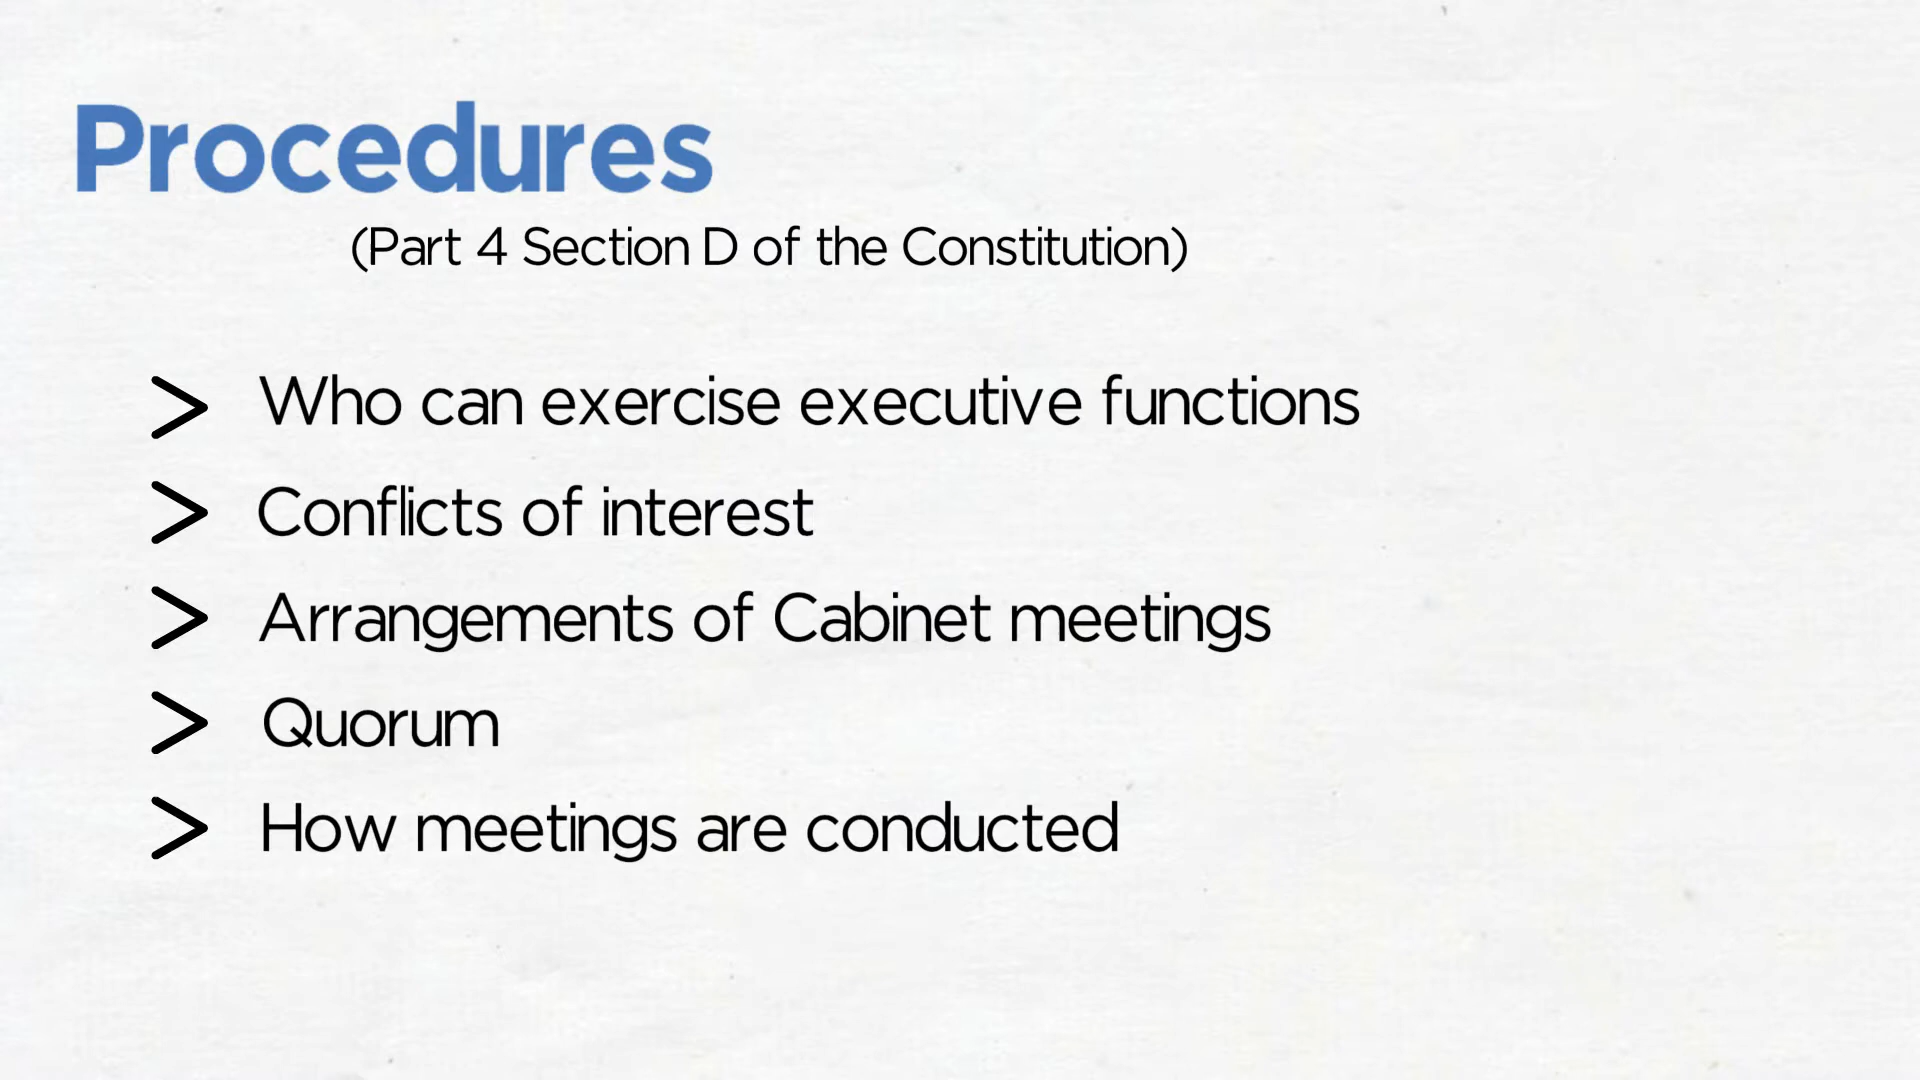 Procedures
(Part 4 Section D of the Constitution)
> Who can exercise executive functions
> Conflicts of interest
> Arrangements of Cabinet meetings
> Quorum
> How meetings are conducted